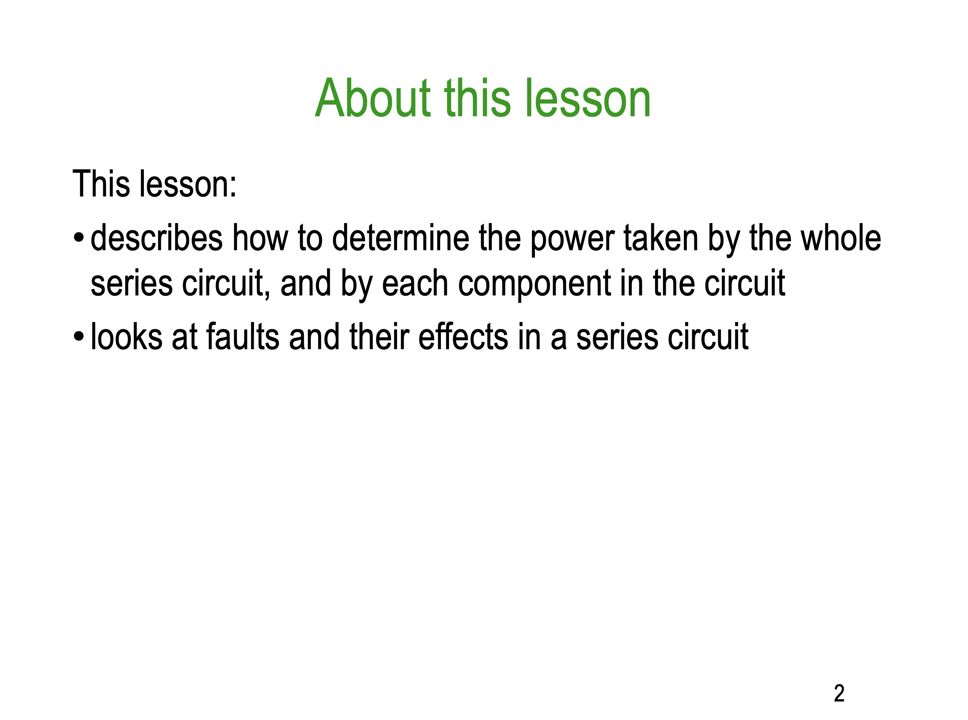 About this lesson
This lesson:
• describes how to determine the power taken by the whole
series circuit, and by each component in the circuit
• looks at faults and their effects in a series circuit
2